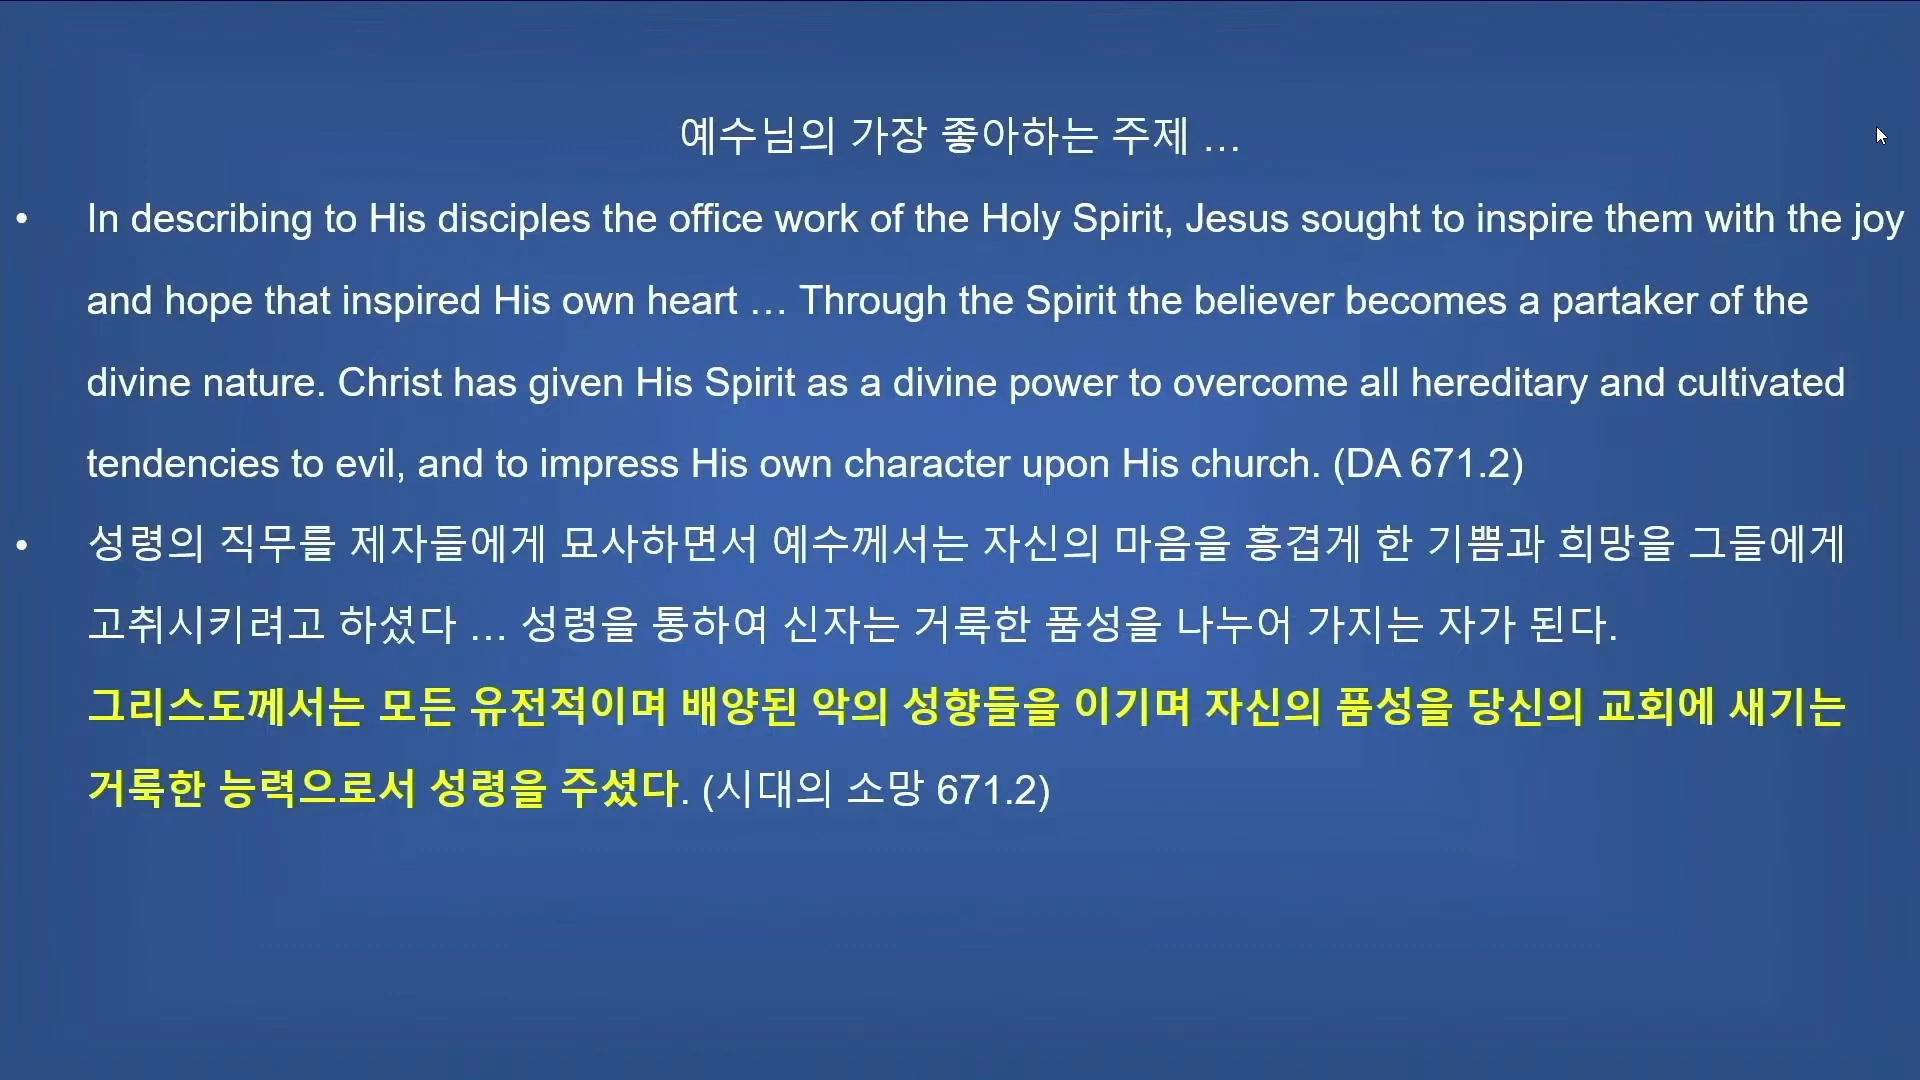 예수님의 가장 좋아하는 주제 …
• In describing to His disciples the office work of the Holy Spirit, Jesus sought to inspire them with the joy
and hope that inspired His own heart … Through the Spirit the believer becomes a partaker of the
divine nature. Christ has given His Spirit as a divine power to overcome all hereditary and cultivated
tendencies to evil, and to impress His own character upon His church. (DA 671.2)
• 성령의 직무를 제자들에게 묘사하면서 예수께서는 자신의 마음을 흥겹게 한 기쁨과 희망을 그들에게
고취시키려고 하셨다 … 성령을 통하여 신자는 거룩한 품성을 나누어 가지는 자가 된다.
그리스도께서는 모든 유전적이며 배양된 악의 성향들을 이기며 자신의 품성을 당신의 교회에 새기는
거룩한 능력으로서 성령을 주셨다. (시대의 소망 671.2)